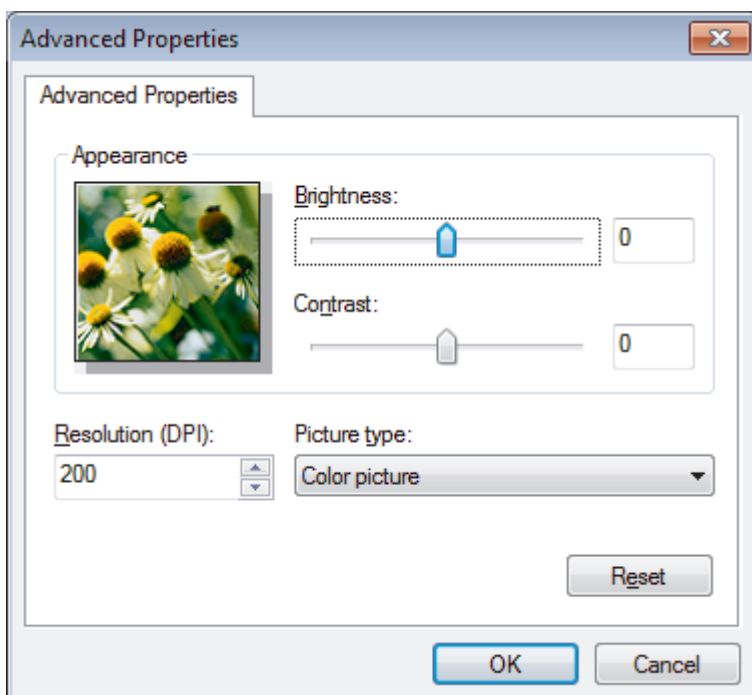 Advanced Properties
Advanced Properties
Appearance
Brightness:
0
Contrast:
0
Resolution (DPI):
Picture type:
200
Color picture
Reset
OK
Cancel